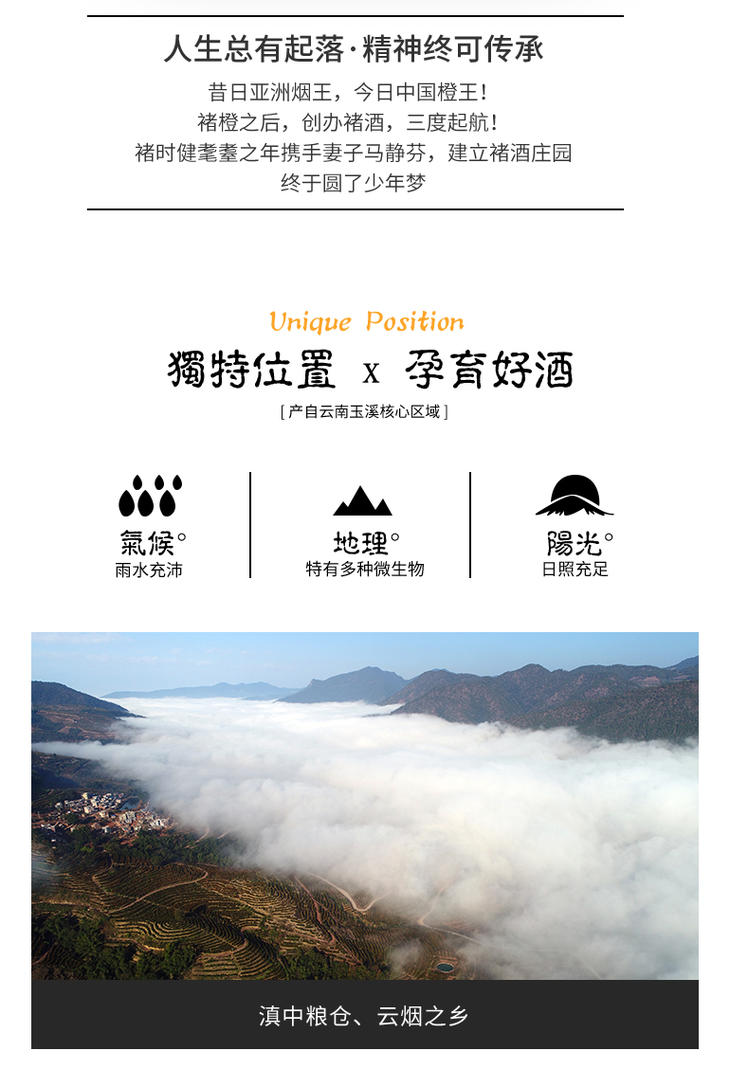 人生总有起落·精神终可传承
昔日亚洲烟王，今日中国橙王！
褚橙之后，创办褚酒，三度起航！
褚时健耄耋之年携手妻子马静芬，建立褚酒庄园
终于圆了少年梦
Unique Position
獨特位置 x 孕育好酒
[ 产自云南玉溪核心区域 ]
氣候°
雨水充沛
地理°
特有多种微生物
陽光°
日照充足
滇中粮仓、云烟之乡